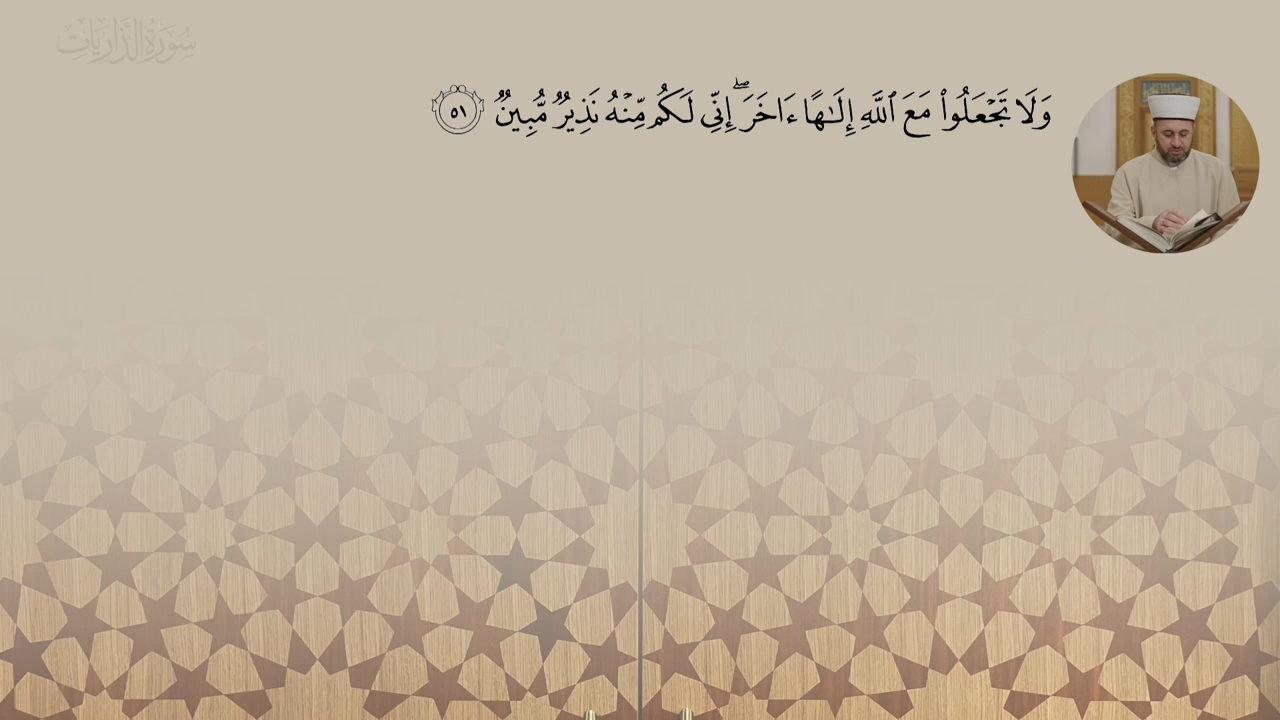 سُورَةُ الذَّارِيَاتِ
وَلَا تَجْعَلُوا۟ مَعَ ٱللَّهِ إِلَـٰهًا ءَاخَرَ ۖ إِنِّى لَكُم مِّنْهُ نَذِيرٌ مُّبِينٌ ٥١